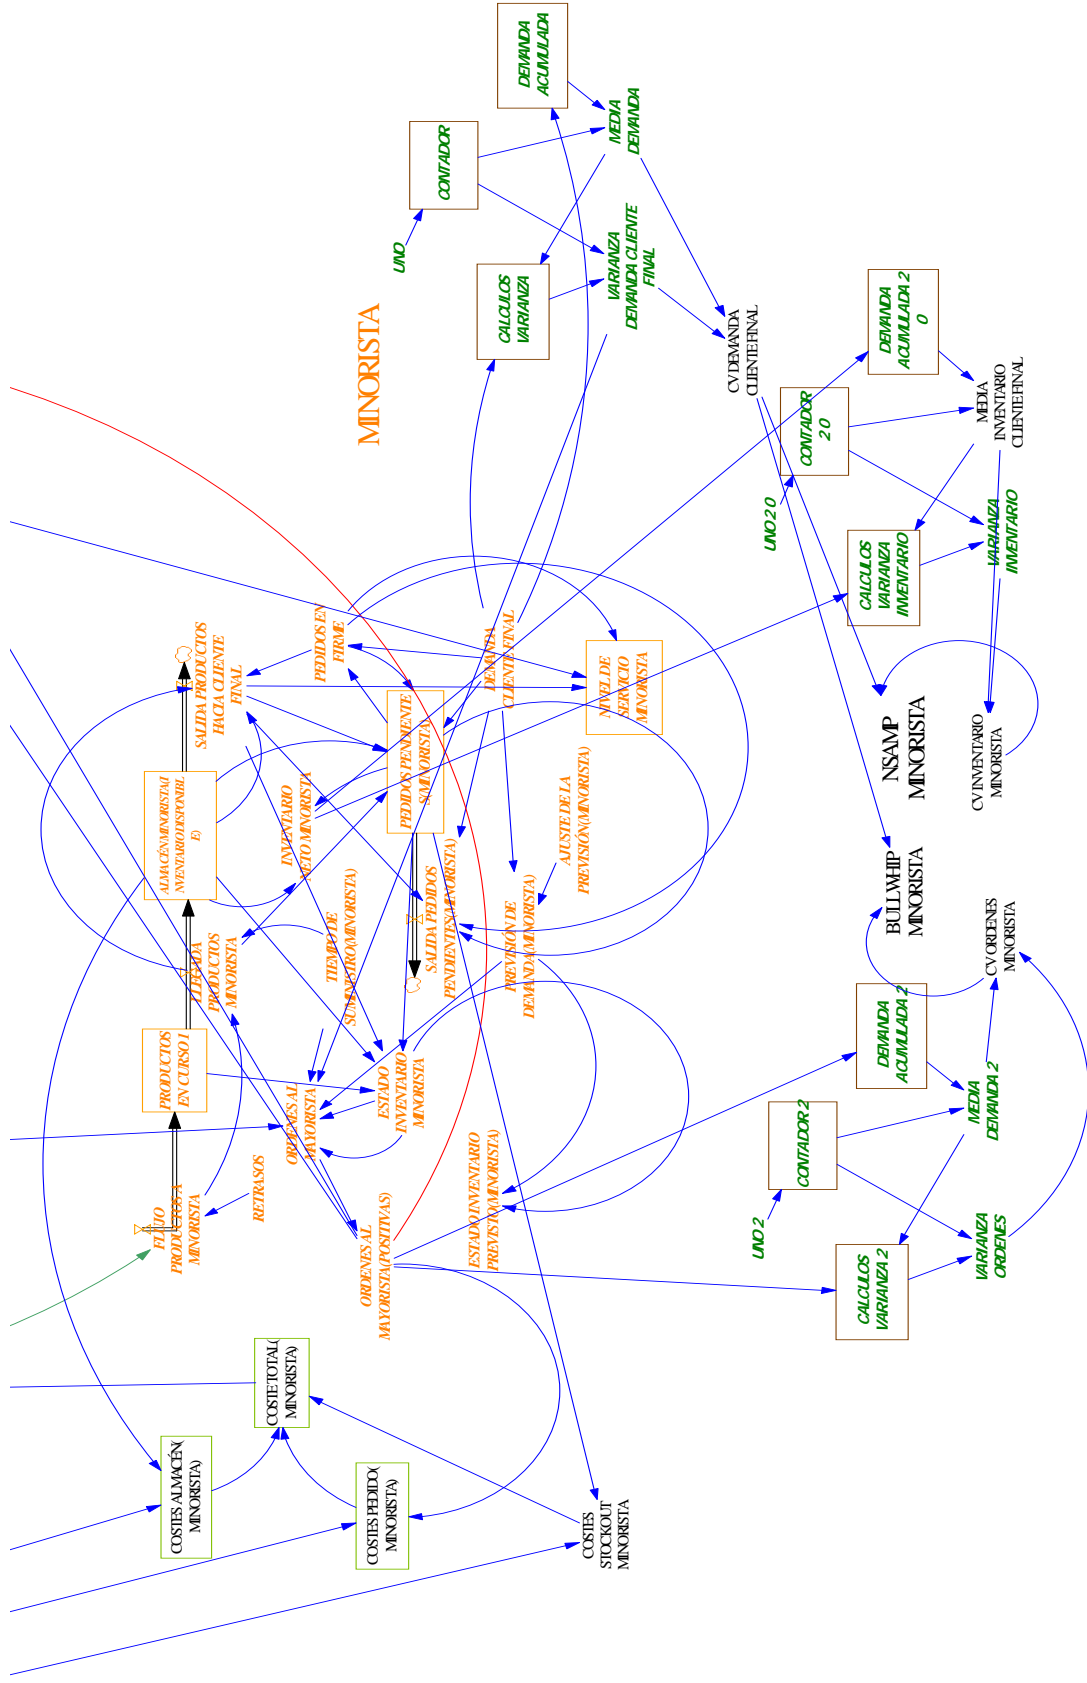 DEMANDA
ACUMULADA
MEDIA
DEMANDA
CONTADOR
UNO
CALCULOS
VARIANZA
VARIANZA
DEMANDA CLIENTE
FINAL
MINORISTA
CV DEMANDA
CLIENTE FINAL
DEMANDA
ACUMULADA 2
0
MEDIA
INVENTARIO
CLIENTE FINAL
CONTADOR
2 0
UNO 2 0
CALCULOS
VARIANZA
INVENTARIO
VARIANZA
INVENTARIO
SALIDA PRODUCTOS
HACIA CLIENTE
FINAL
PEDIDOS EN
FIRME
DEMANDA
CLIENTE FINAL
NIVEL DE
SERVICIO
MINORISTA
NSAMP
MINORISTA
CV INVENTARIO
MINORISTA
ALMACÉN MINORISTA(I
NVENTARIO DISPONIBL
E)
INVENTARIO
NETO MINORISTA
PEDIDOS PENDIENTE
S(MINORISTA)
AJUSTE DE LA
PREVISIÓN(MINORISTA)
BULLWHIP
MINORISTA
LLEGADA
PRODUCTOS
MINORISTA
TIEMPO DE
SUMINISTRO(MINORISTA)
SALIDA PEDIDOS
PENDIENTES(MINORISTA)
PREVISIÓN DE
DEMANDA(MINORISTA)
CV ORDENES
MINORISTA
PRODUCTOS
EN CURSO 1
ORDENES AL
MAYORISTA
ESTADO
INVENTARIO
MINORISTA
DEMANDA
ACUMULADA 2
MEDIA
DEMANDA 2
CONTADOR 2
UNO 2
FLUJO
PRODUCTOS A
MINORISTA
RETRASOS
ORDENES AL
MAYORISTA(POSITIVAS)
ESTADO INVENTARIO
PREVISTO(MINORISTA)
CALCULOS
VARIANZA 2
VARIANZA
ORDENES
COSTE TOTAL(
MINORISTA)
COSTES ALMACÉN(
MINORISTA)
COSTES PEDIDO(
MINORISTA)
COSTES
STOCKOUT
MINORISTA